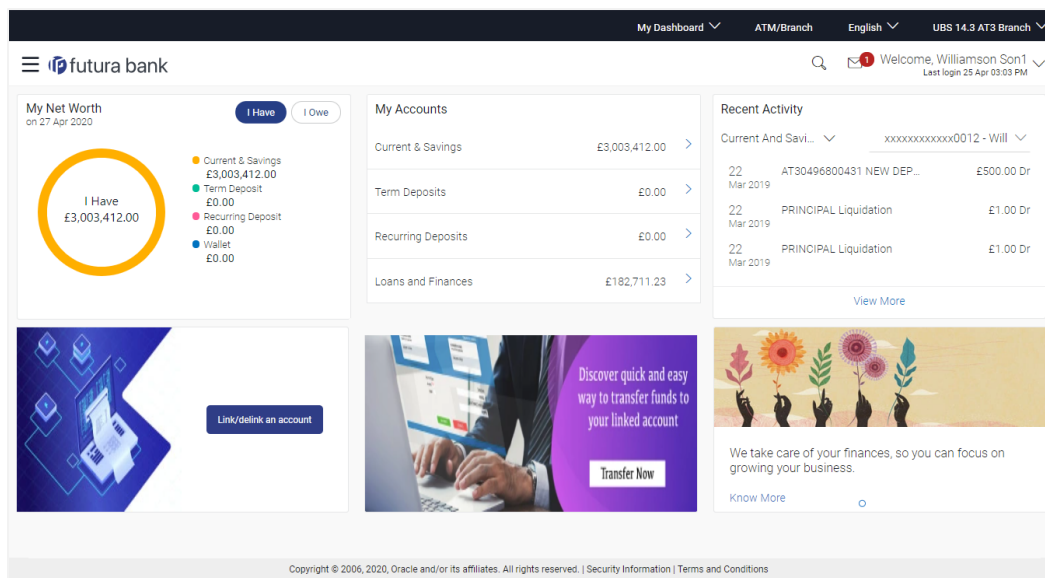 My Dashboard
ATM/Branch
English
UBS 14.3 AT3 Branch
futura bank
1
Welcome, Williamson Son1
Last login 25 Apr 03:03 PM
My Net Worth
on 27 Apr 2020
I Have
I Owe
I Have
£3,003,412.00
Current & Savings
£3,003,412.00
Term Deposit
£0.00
Recurring Deposit
£0.00
Wallet
£0.00
My Accounts
Current & Savings £3,003,412.00
Term Deposits £0.00
Recurring Deposits £0.00
Loans and Finances £182,711.23
Recent Activity
Current And Savi... xxxxxxxxxxxx0012 - Will
22 AT30496800431 NEW DEP... £500.00 Dr
Mar 2019
22 PRINCIPAL Liquidation £1.00 Dr
Mar 2019
22 PRINCIPAL Liquidation £1.00 Dr
Mar 2019
View More
Link/delink an account
Discover quick and easy
way to transfer funds to
your linked account
Transfer Now
We take care of your finances, so you can focus on
growing your business.
Know More
Copyright © 2006, 2020, Oracle and/or its affiliates. All rights reserved. | Security Information | Terms and Conditions